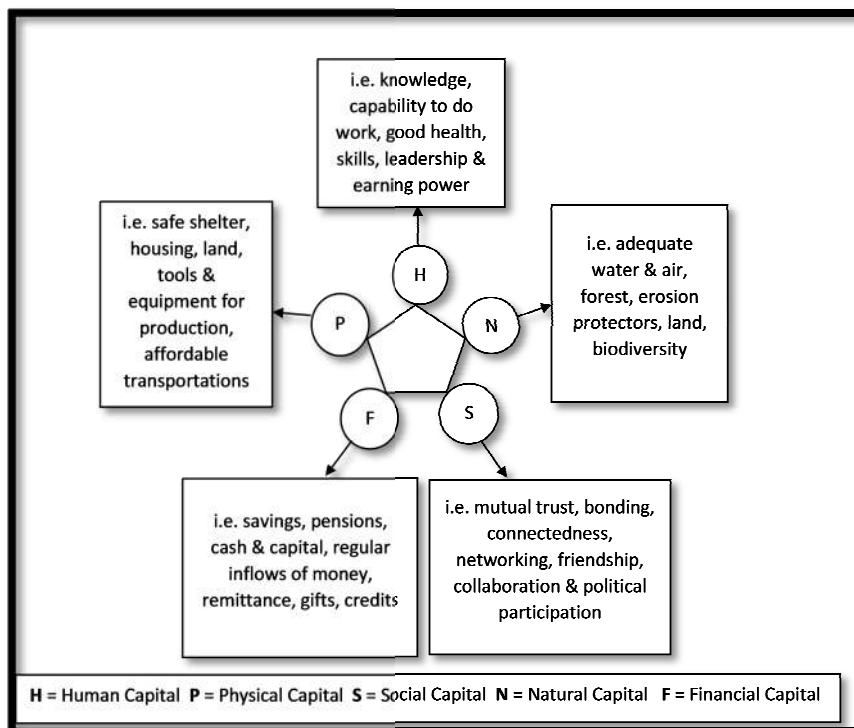 i.e. knowledge,
capability to do
work, good health,
skills, leadership &
earning power
i.e. safe shelter,
housing, land,
tools &
equipment for
production,
affordable
transportations
i.e. adequate
water & air,
forest, erosion
protectors, land,
biodiversity
H
P
N
F
S
i.e. savings, pensions,
cash & capital, regular
inflows of money,
remittance, gifts, credits
i.e. mutual trust, bonding,
connectedness,
networking, friendship,
collaboration & political
participation
H = Human Capital P = Physical Capital S = Social Capital N = Natural Capital F = Financial Capital